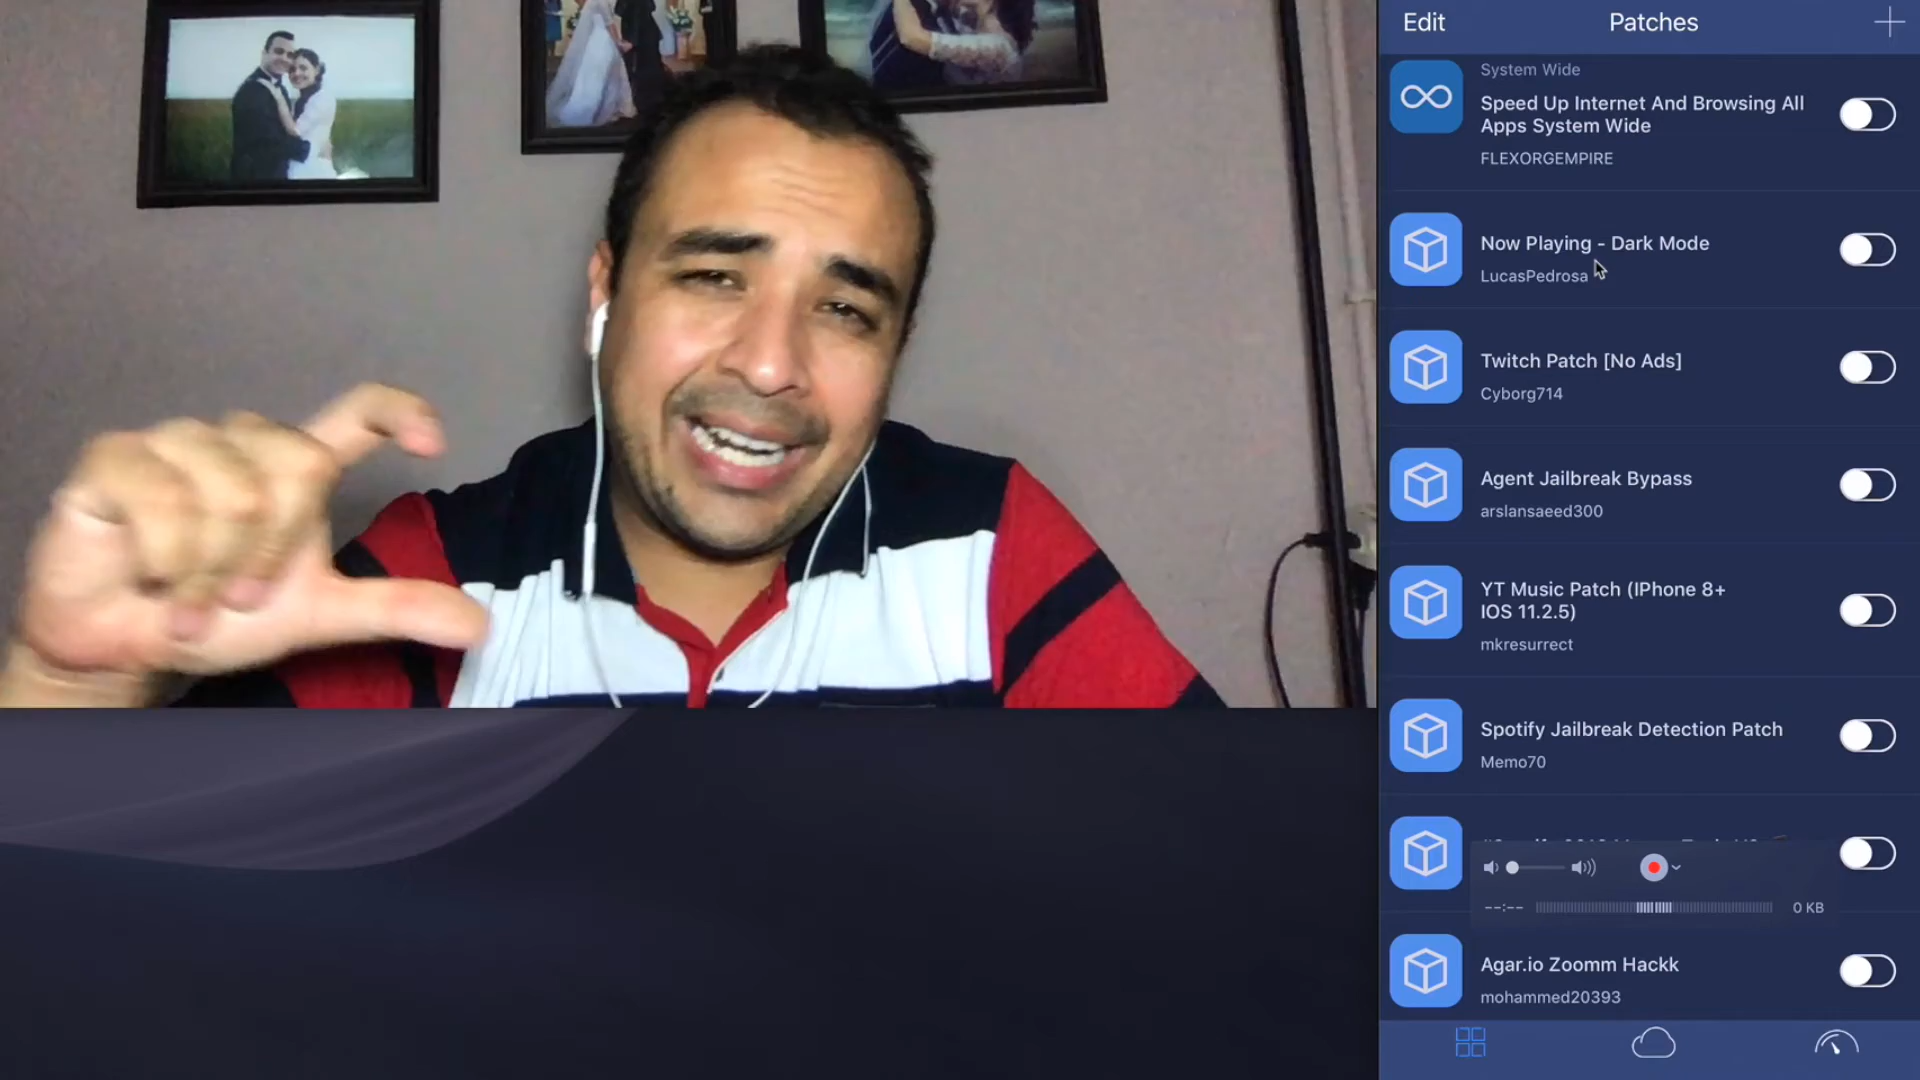 Edit
Patches
System Wide
Speed Up Internet And Browsing All
Apps System Wide
FLEXORGEMPIRE
Now Playing - Dark Mode
LucasPedrosa
Twitch Patch [No Ads]
Cyborg714
Agent Jailbreak Bypass
arslansaeed300
YT Music Patch (IPhone 8+
IOS 11.2.5)
mkresurrect
Spotify Jailbreak Detection Patch
Memo70
--:--
0 KB
Agar.io Zoomm Hackk
mohammed20393